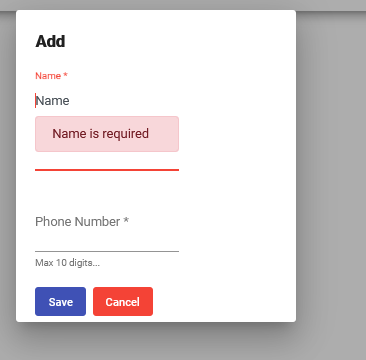 Add
Name *
Name
Name is required
Phone Number *
Max 10 digits...
Save Cancel